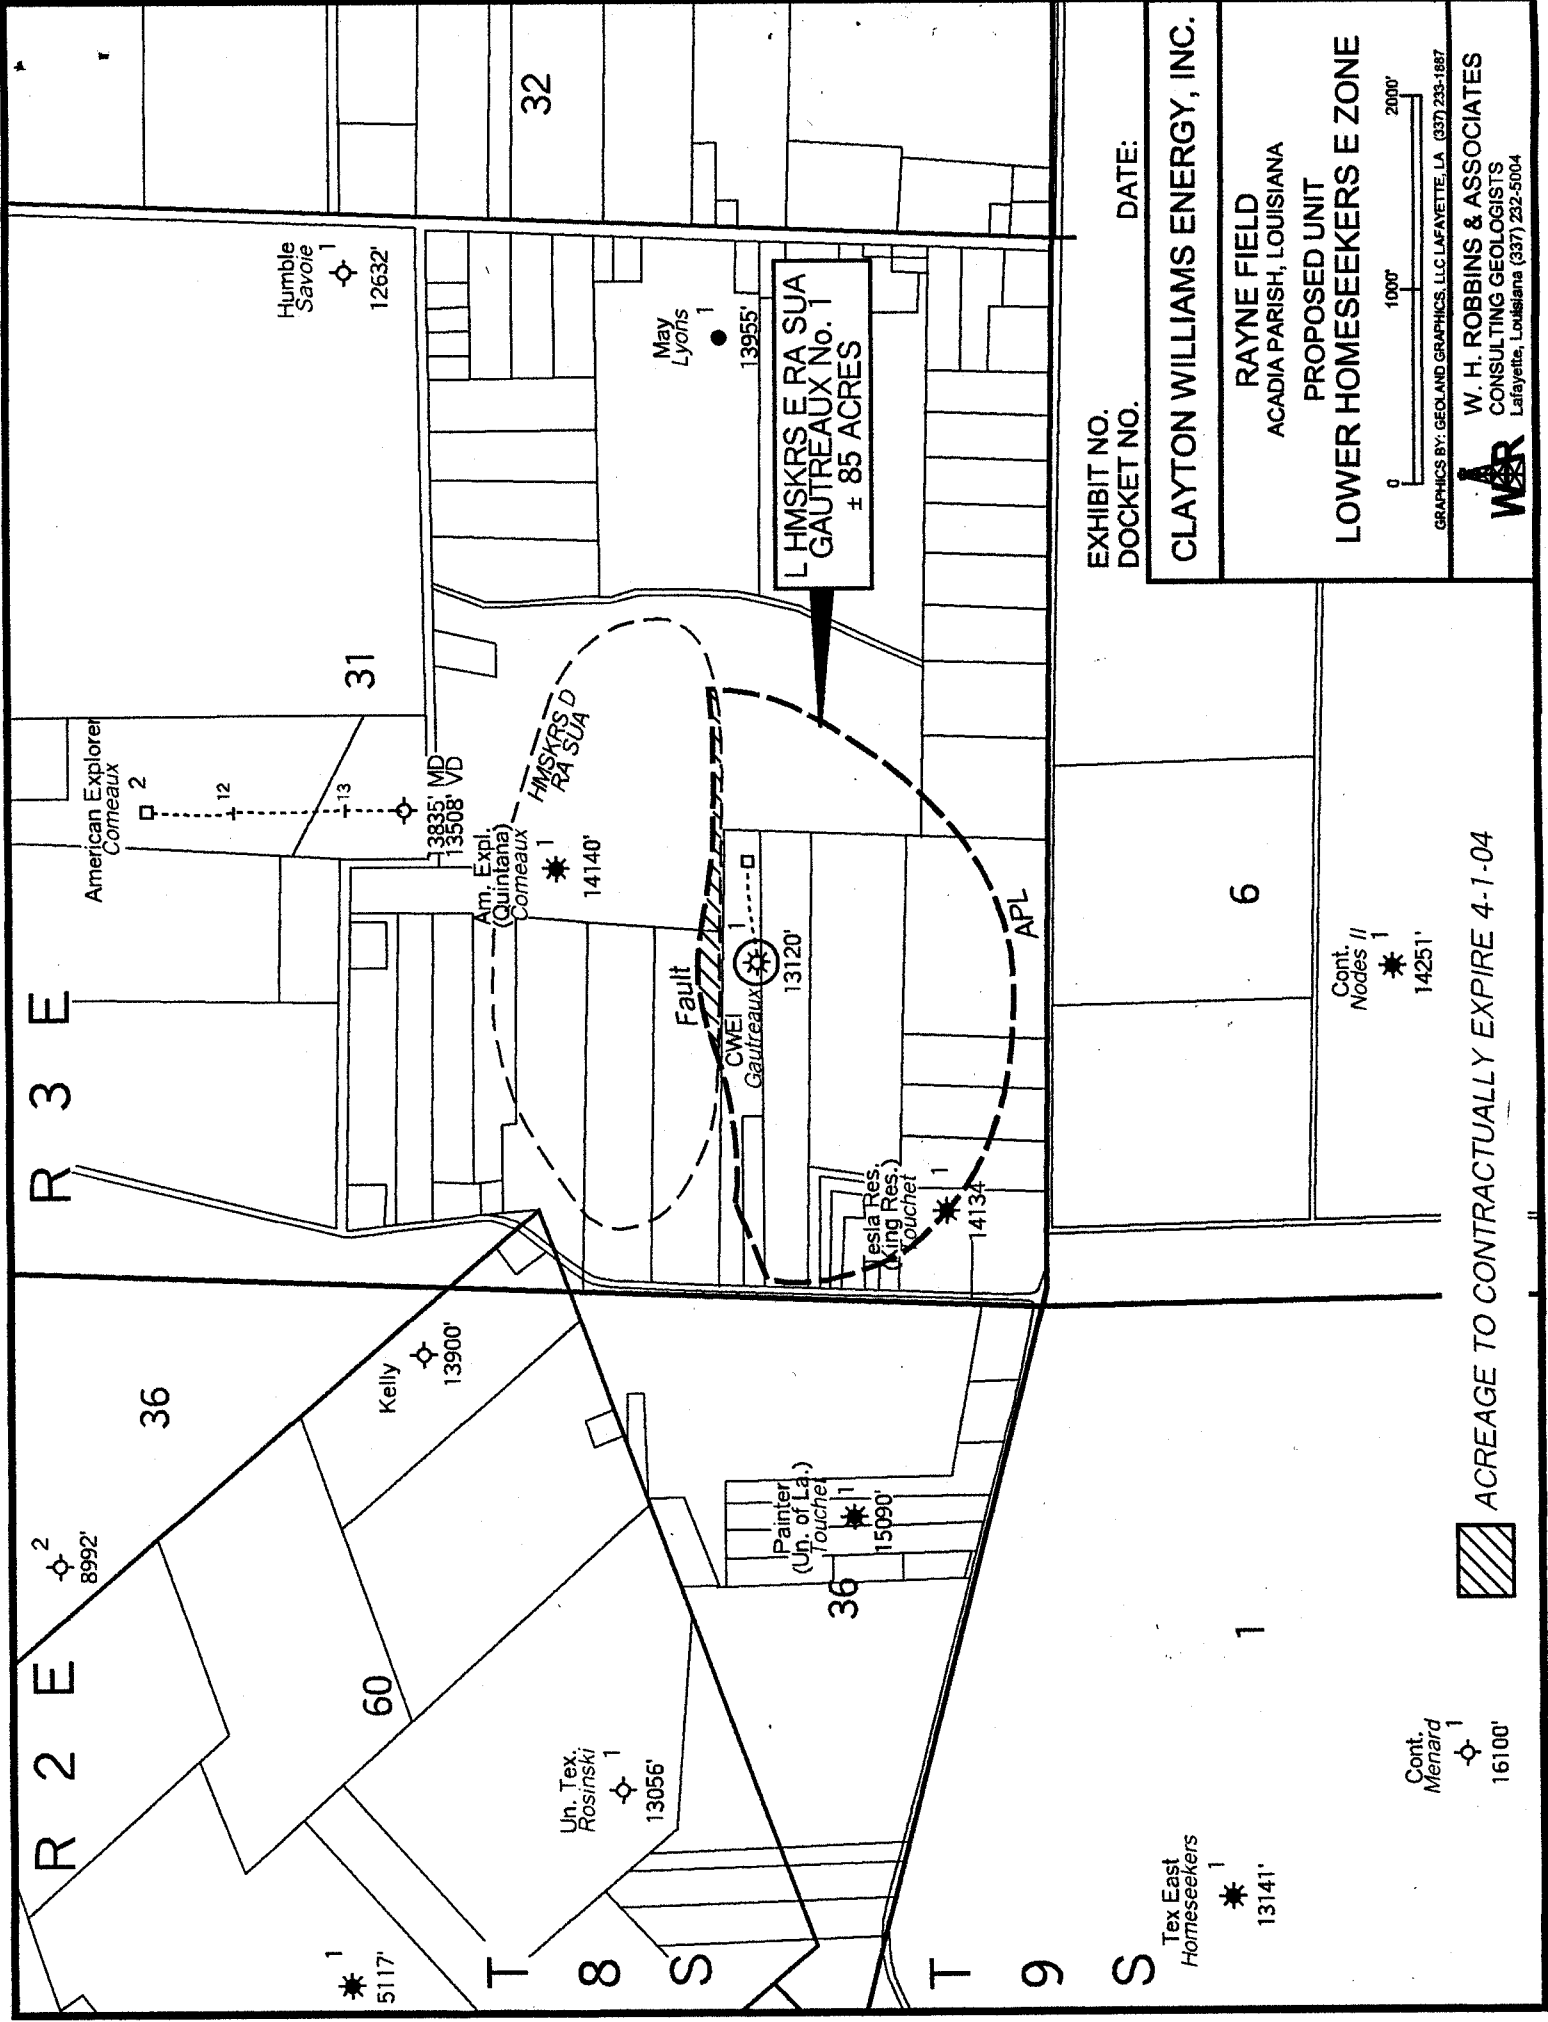 R 2 E
R 3 E
36
2
8992'
60
Kelly
13900'
1
5117'
Un. Tex.
Rosinski
1
13056'
T 8 S
T 9 S
American Explorer
Comeaux
2
12
13
13835' MD
13508' VD
31
Humble
Savoie
1
12632'
32
Am. Expl.
(Quintana)
Comeaux
1
14140'
HMSKRS D
RA SUA
May
Lyons
1
13955'
Fault
CWEI
Gautreaux
1
13120'
L HMSKRS E RA SUA
GAUTREAUX No. 1
± 85 ACRES
Painter
(Un. of La.)
Touchet
1
15090'
36
Tesla Res.
(King Res.)
Touchet
1
14134'
APL
6
Cont.
Nodes II
1
14251'
1
Tex East
Homeseekers
1
13141'
Cont.
Menard
1
16100'
ACREAGE TO CONTRACTUALLY EXPIRE 4-1-04
EXHIBIT NO.
DOCKET NO.
DATE:
CLAYTON WILLIAMS ENERGY, INC.
RAYNE FIELD
ACADIA PARISH, LOUISIANA
PROPOSED UNIT
LOWER HOMESEEKERS E ZONE
0 1000' 2000'
GRAPHICS BY: GEOLAND GRAPHICS, LLC LAFAYETTE, LA (337) 233-1887
WR
W. H. ROBBINS & ASSOCIATES
CONSULTING GEOLOGISTS
Lafayette, Louisiana (337) 232-5004